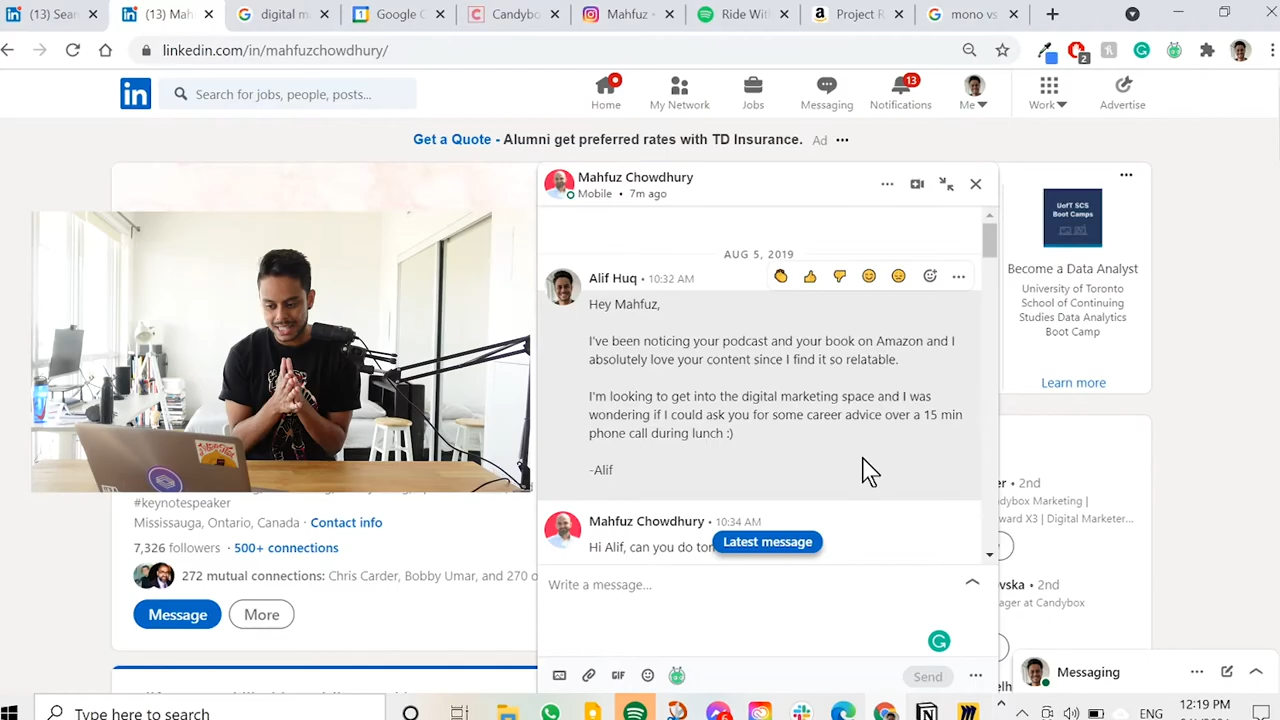 (13) Sear
(13) Mah
digital m
Google C
Candybo
Mahfuz
Ride Wit
Project R
mono vs
linkedin.com/in/mahfuzchowdhury/
2
in
Search for jobs, people, posts...
Home
My Network
Jobs
Messaging
13
Notifications
Me
Work
Advertise
Get a Quote - Alumni get preferred rates with TD Insurance. Ad
Mahfuz Chowdhury
Mobile • 7m ago
AUG 5, 2019
Alif Huq • 10:32 AM
Hey Mahfuz,
I've been noticing your podcast and your book on Amazon and I
absolutely love your content since I find it so relatable.
I'm looking to get into the digital marketing space and I was
wondering if I could ask you for some career advice over a 15 min
phone call during lunch :)
-Alif
Mahfuz Chowdhury • 10:34 AM
Hi Alif, can you do tom
Latest message
Write a message...
GIF
Send
UofT SCS
Boot Camps
Become a Data Analyst
University of Toronto
School of Continuing
Studies Data Analytics
Boot Camp
Learn more
#keynotespeaker
Mississauga, Ontario, Canada · Contact info
7,326 followers · 500+ connections
272 mutual connections: Chris Carder, Bobby Umar, and 270 o
Message
More
er • 2nd
dybox Marketing |
ward X3 | Digital Marketer...
vska • 2nd
ager at Candybox
Messaging
elh
Type here to search
ENG
12:19 PM